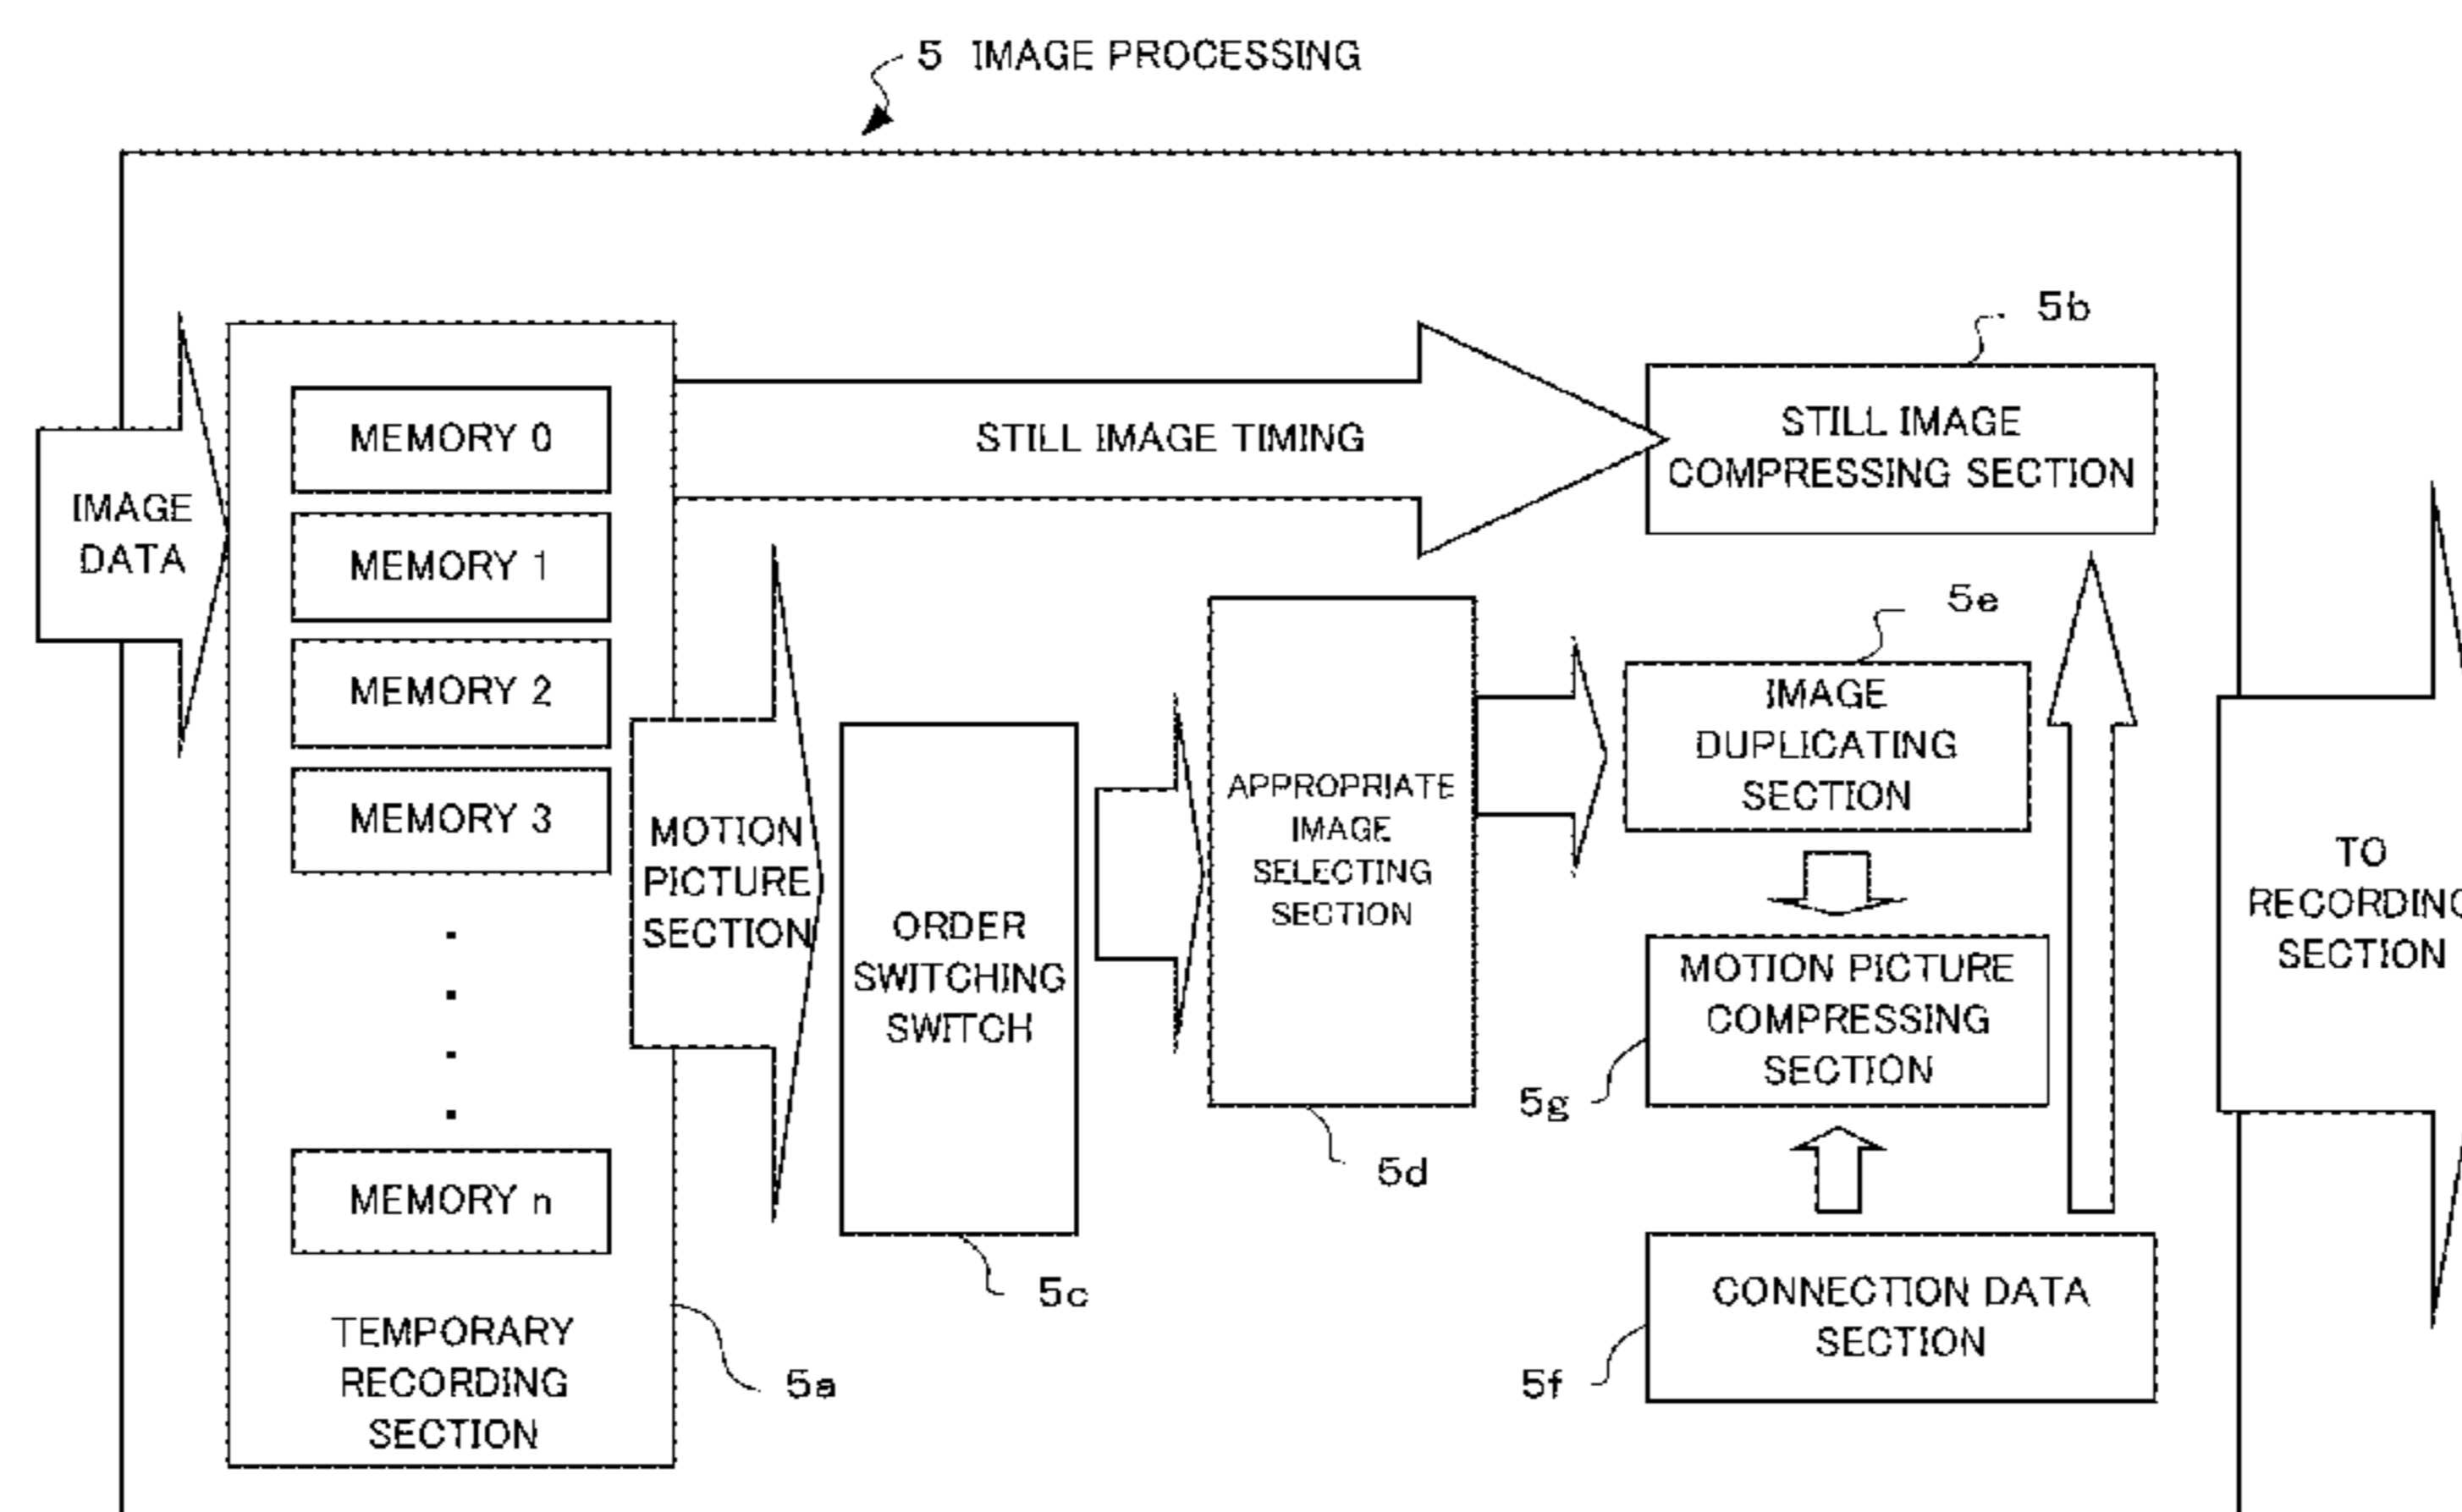 5 IMAGE PROCESSING
IMAGE
DATA
MEMORY 0
MEMORY 1
MEMORY 2
MEMORY 3
MEMORY n
TEMPORARY
RECORDING
SECTION
5a
STILL IMAGE TIMING
5b
STILL IMAGE
COMPRESSING SECTION
MOTION
PICTURE
SECTION
ORDER
SWITCHING
SWITCH
5c
APPROPRIATE
IMAGE
SELECTING
SECTION
5d
5e
IMAGE
DUPLICATING
SECTION
MOTION PICTURE
COMPRESSING
SECTION
5g
CONNECTION DATA
SECTION
5f
TO
RECORDING
SECTION